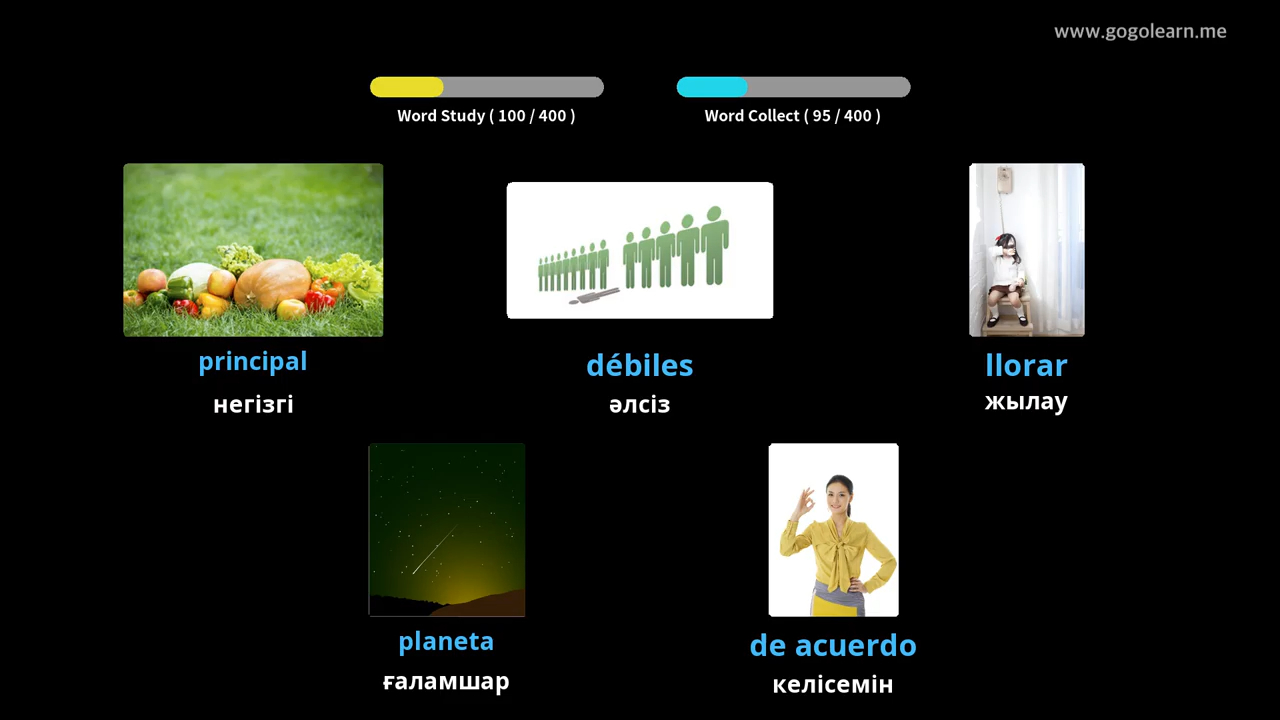 www.gogolearn.me
Word Study ( 100 / 400 )
Word Collect ( 95 / 400 )
principal
débiles
llorar
негізгі
әлсіз
жылау
planeta
de acuerdo
ғаламшар
келісемін